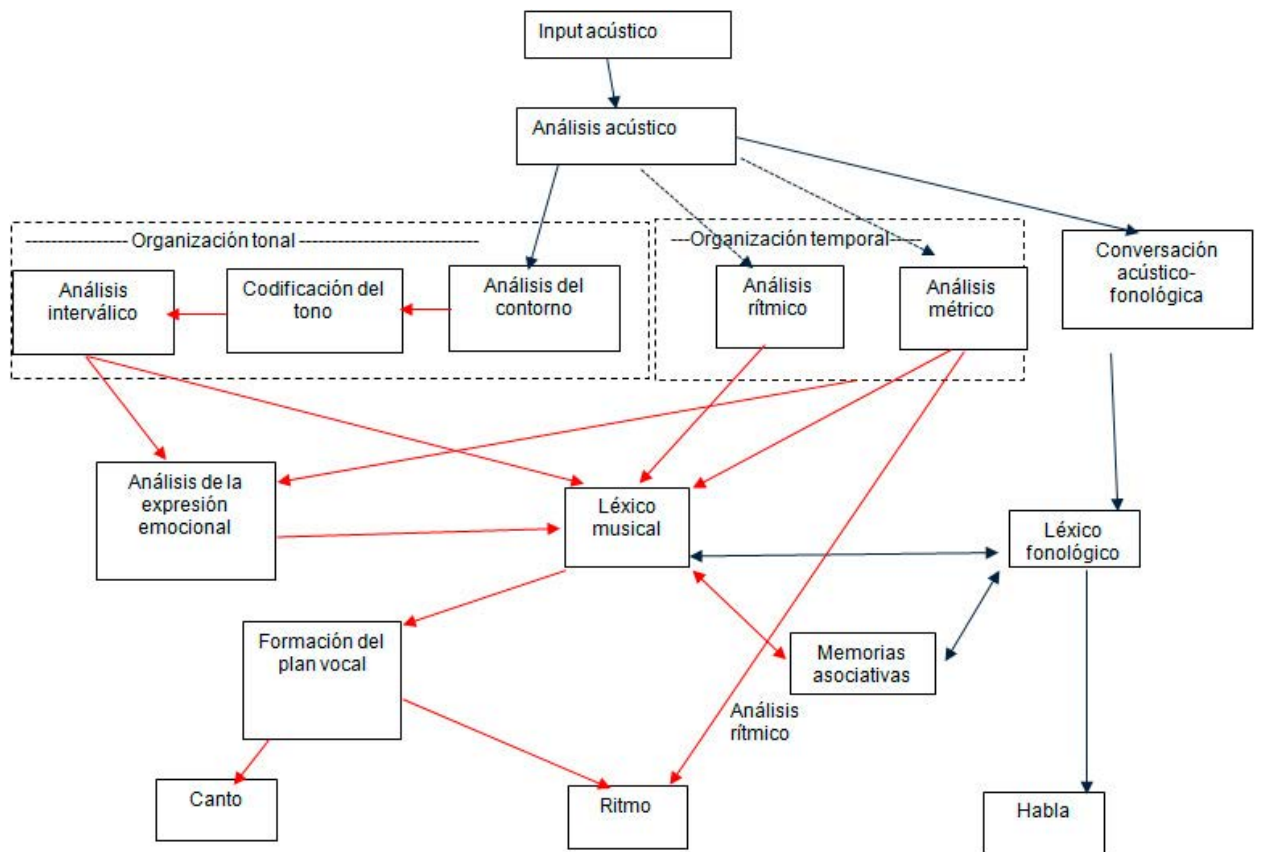 Input acústico
Análisis acústico
------------------ Organización tonal -------------------------
---Organización temporal----
Análisis
interválico
Codificación del
tono
Análisis del
contorno
Análisis
rítmico
Análisis
métrico
Conversación
acústico-
fonológica
Análisis de la
expresión
emocional
Léxico
musical
Léxico
fonológico
Formación del
plan vocal
Memorias
asociativas
Análisis
rítmico
Canto
Ritmo
Habla